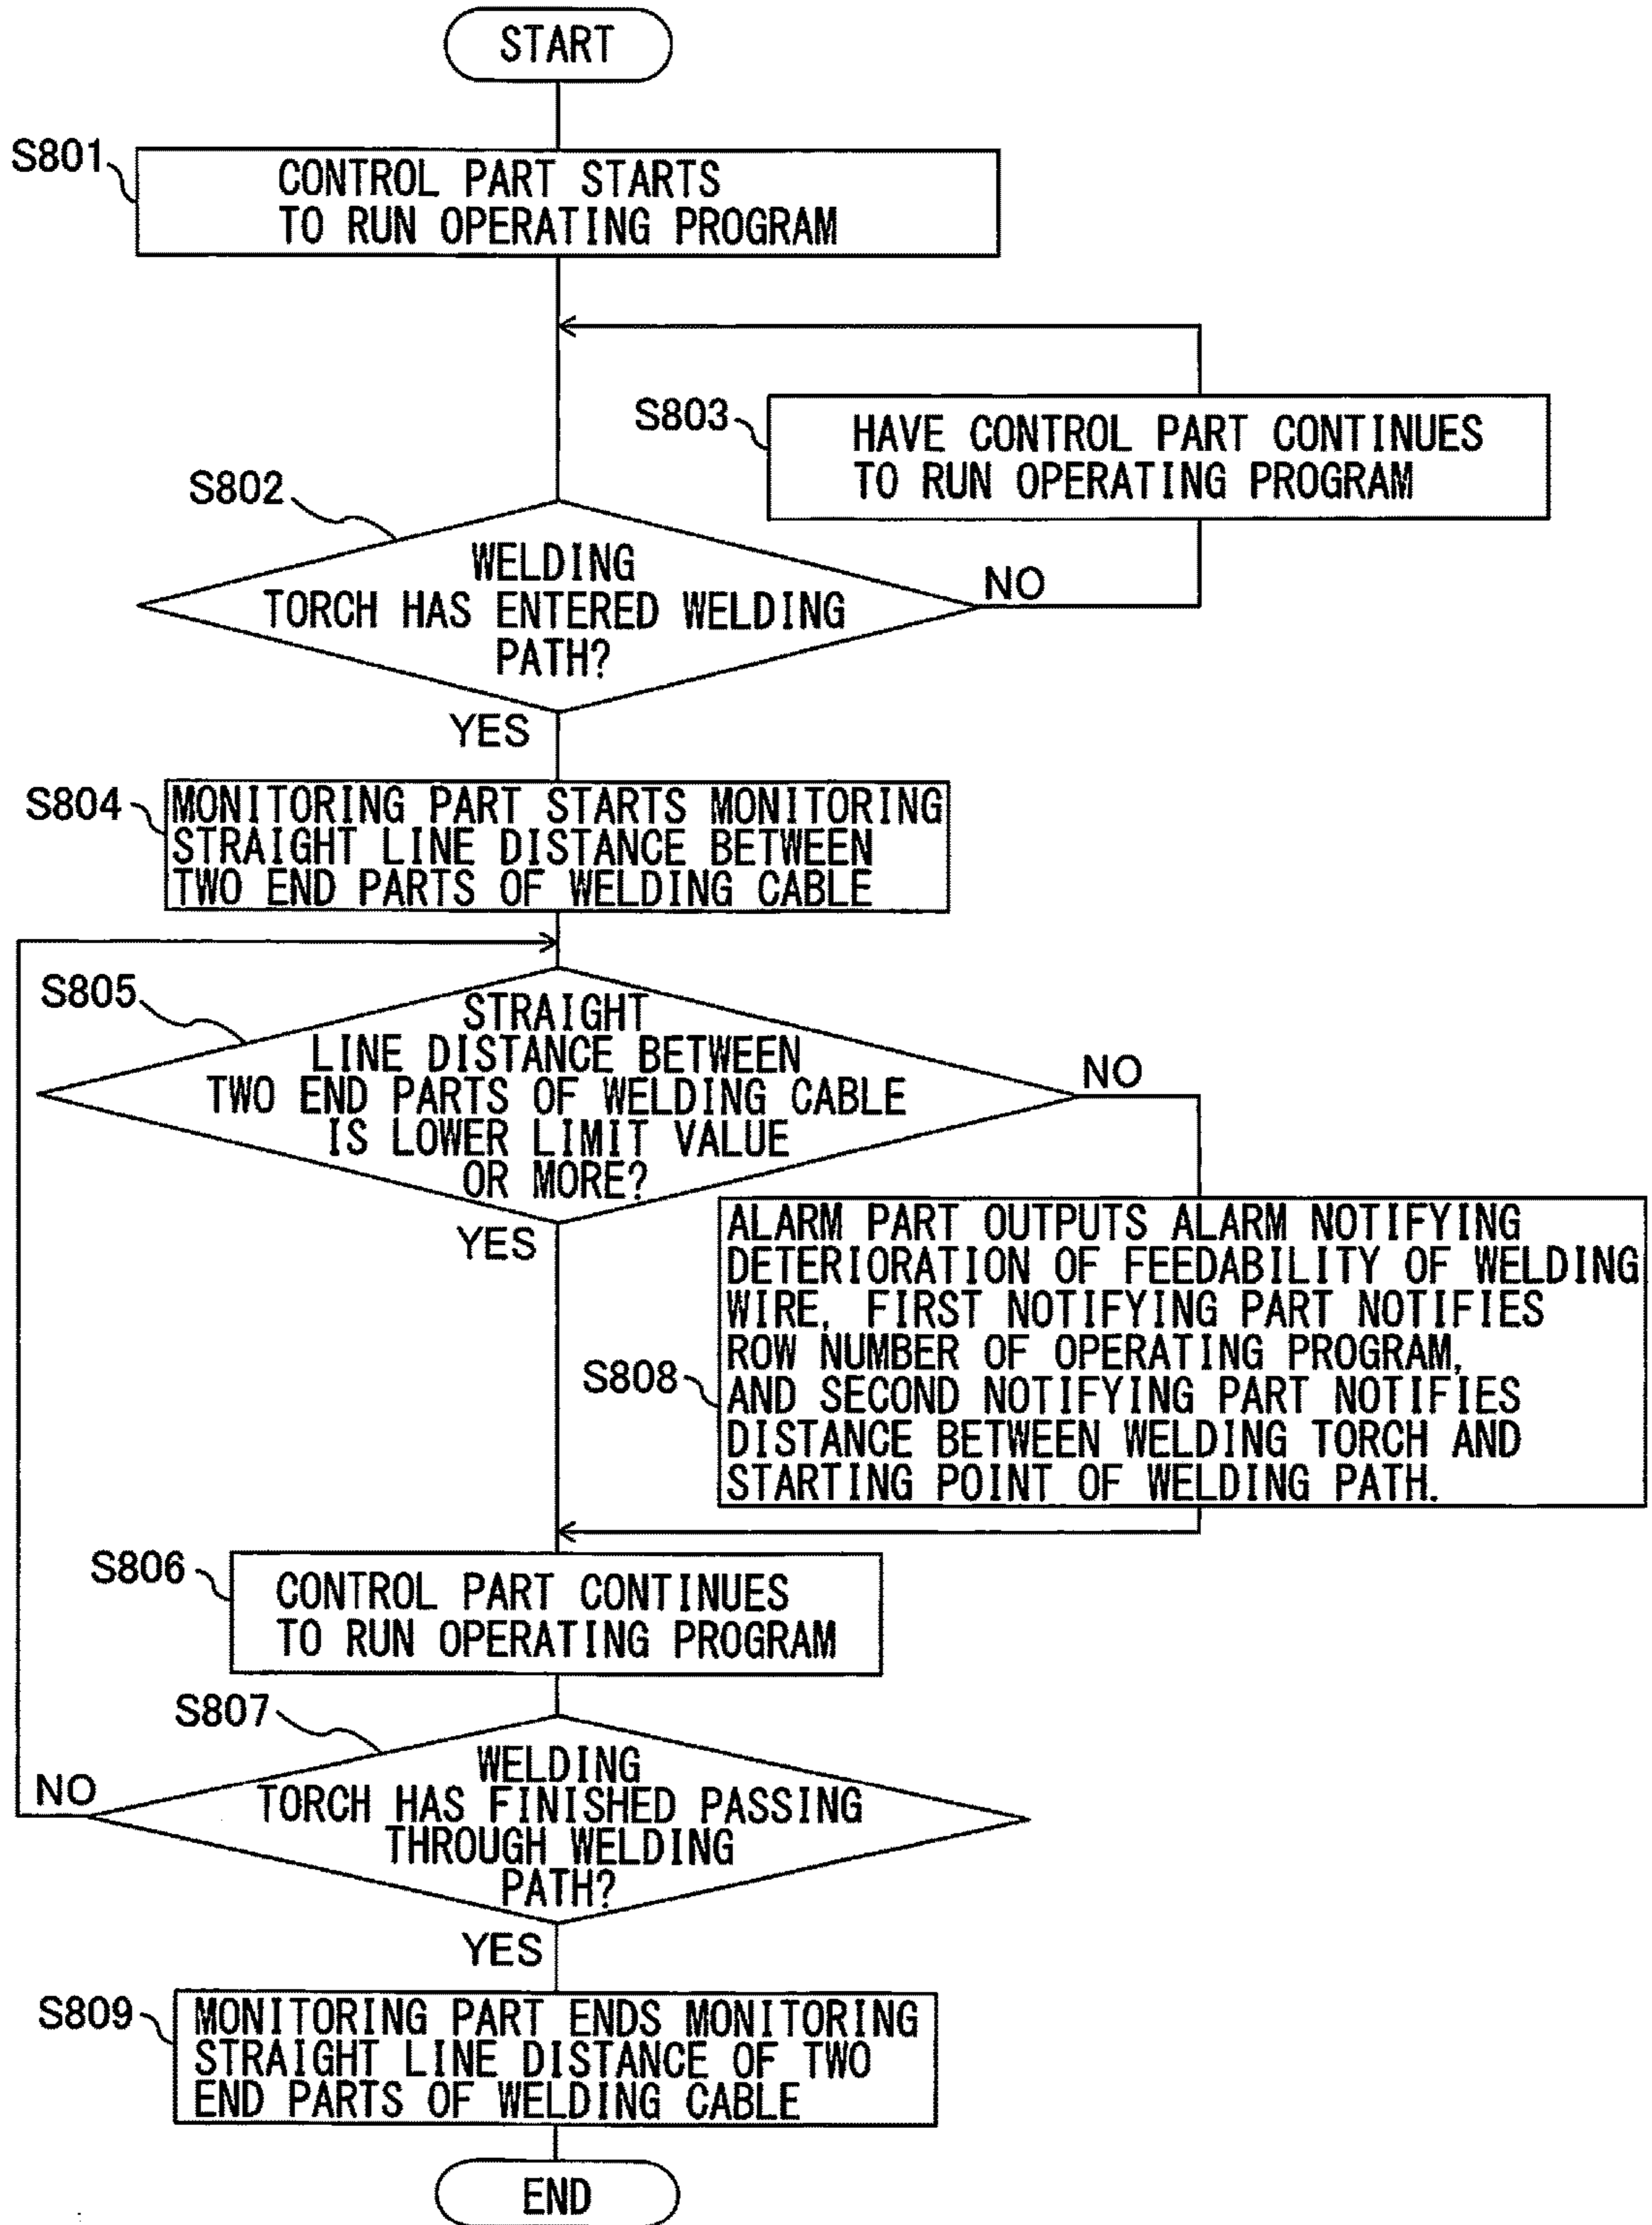 START
S801
CONTROL PART STARTS
TO RUN OPERATING PROGRAM
S803
HAVE CONTROL PART CONTINUES
TO RUN OPERATING PROGRAM
S802
WELDING
TORCH HAS ENTERED WELDING
PATH?
NO
YES
S804
MONITORING PART STARTS MONITORING
STRAIGHT LINE DISTANCE BETWEEN
TWO END PARTS OF WELDING CABLE
S805
STRAIGHT
LINE DISTANCE BETWEEN
TWO END PARTS OF WELDING CABLE
IS LOWER LIMIT VALUE
OR MORE?
NO
YES
S808
ALARM PART OUTPUTS ALARM NOTIFYING
DETERIORATION OF FEEDABILITY OF WELDING
WIRE, FIRST NOTIFYING PART NOTIFIES
ROW NUMBER OF OPERATING PROGRAM,
AND SECOND NOTIFYING PART NOTIFIES
DISTANCE BETWEEN WELDING TORCH AND
STARTING POINT OF WELDING PATH.
S806
CONTROL PART CONTINUES
TO RUN OPERATING PROGRAM
S807
WELDING
TORCH HAS FINISHED PASSING
THROUGH WELDING
PATH?
NO
YES
S809
MONITORING PART ENDS MONITORING
STRAIGHT LINE DISTANCE OF TWO
END PARTS OF WELDING CABLE
END